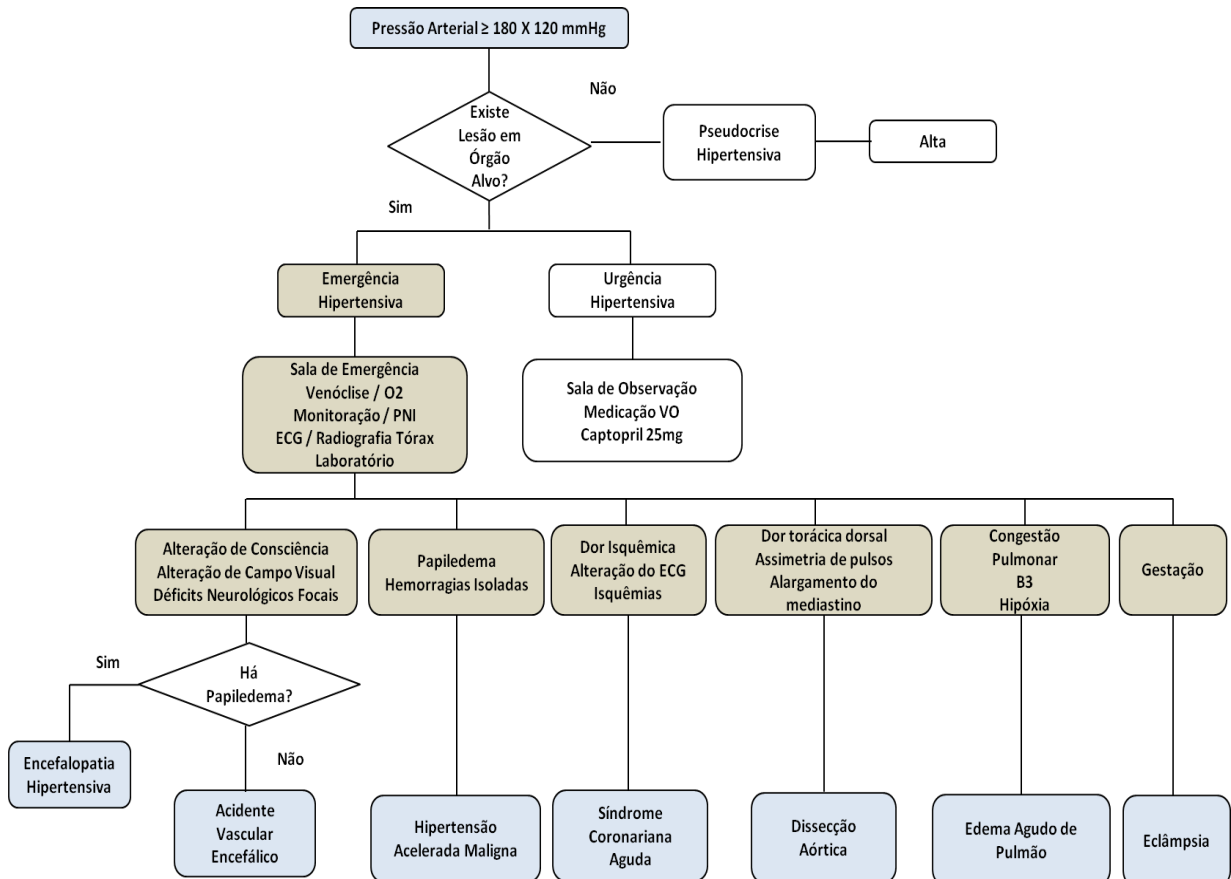 Pressão Arterial ≥ 180 X 120 mmHg
Não
Existe
Lesão em
Órgão
Alvo?
Pseudocrise
Hipertensiva
Alta
Sim
Emergência
Hipertensiva
Urgência
Hipertensiva
Sala de Emergência
Venóclise / O2
Monitoração / PNI
ECG / Radiografia Tórax
Laboratório
Sala de Observação
Medicação VO
Captopril 25mg
Alteração de Consciência
Alteração de Campo Visual
Déficits Neurológicos Focais
Papiledema
Hemorragias Isoladas
Dor Isquêmica
Alteração do ECG
Isquêmias
Dor torácica dorsal
Assimetria de pulsos
Alargamento do
mediastino
Congestão
Pulmonar
B3
Hipóxia
Gestação
Sim
Há
Papiledema?
Não
Encefalopatia
Hipertensiva
Acidente
Vascular
Encefálico
Hipertensão
Acelerada Maligna
Síndrome
Coronariana
Aguda
Dissecção
Aórtica
Edema Agudo de
Pulmão
Eclâmpsia